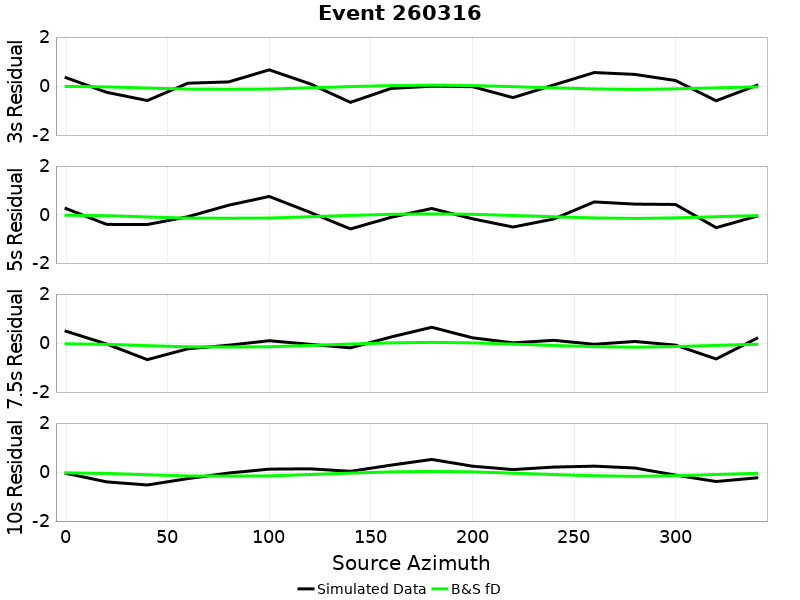 Event 260316
3s Residual
2
0
-2
5s Residual
2
0
-2
7.5s Residual
2
0
-2
10s Residual
2
0
-2
0 50 100 150 200 250 300
Source Azimuth
Simulated Data B&S fD